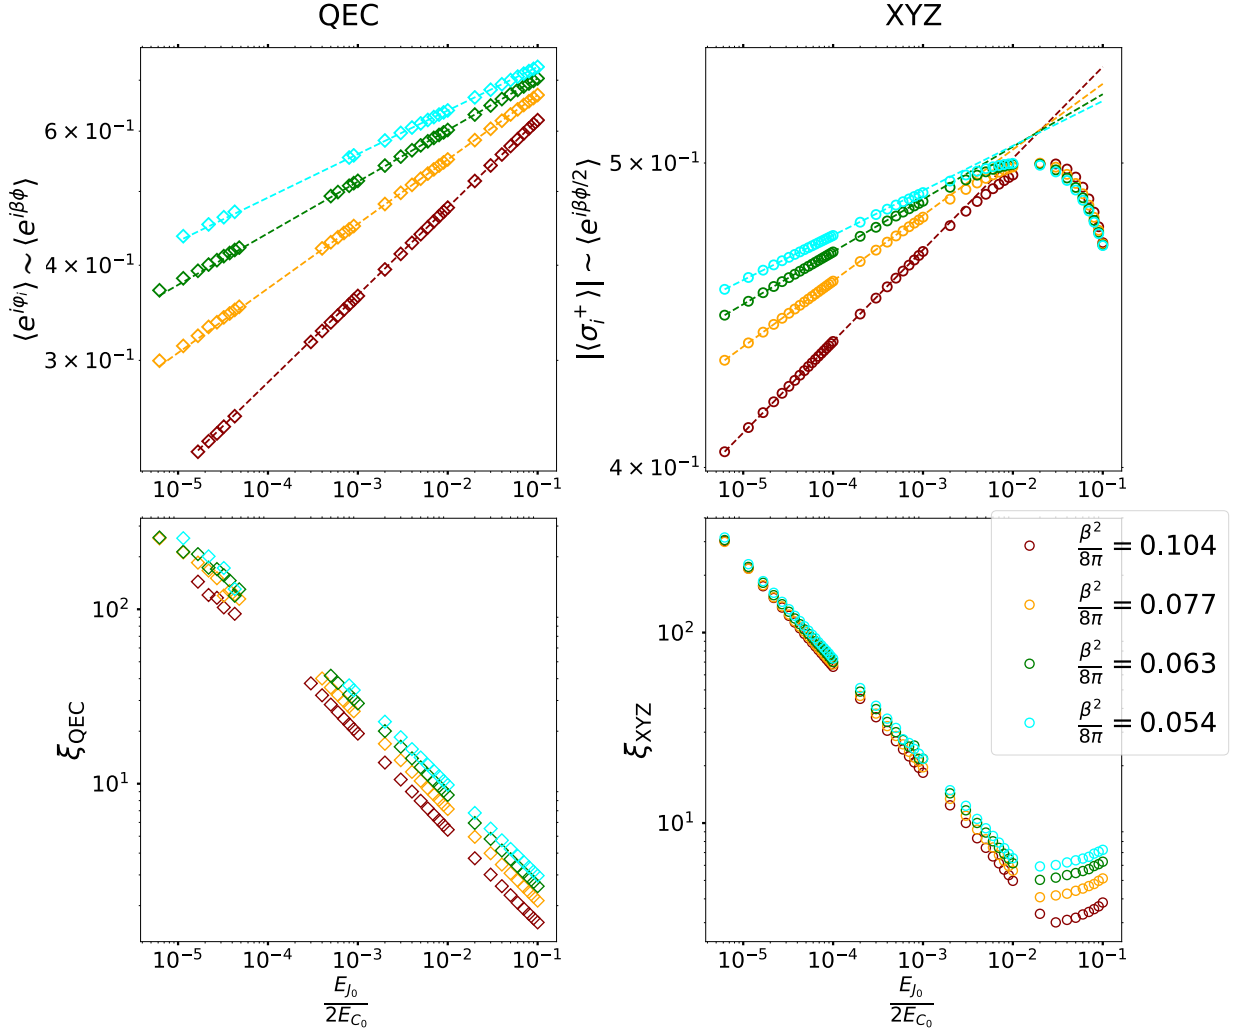 QEC
XYZ
6 × 10⁻¹
4 × 10⁻¹
3 × 10⁻¹
⟨e^{iφ_i}⟩ ~ ⟨e^{iβϕ}⟩
10⁻⁵ 10⁻⁴ 10⁻³ 10⁻² 10⁻¹
5 × 10⁻¹
4 × 10⁻¹
|⟨σ_i^+⟩| ~ ⟨e^{iβϕ/2}⟩
10⁻⁵ 10⁻⁴ 10⁻³ 10⁻² 10⁻¹
10²
10¹
ξ_QEC
10⁻⁵ 10⁻⁴ 10⁻³ 10⁻² 10⁻¹
E_{J_0}
2E_{C_0}
10²
10¹
ξ_XYZ
β²/8π = 0.104
β²/8π = 0.077
β²/8π = 0.063
β²/8π = 0.054
10⁻⁵ 10⁻⁴ 10⁻³ 10⁻² 10⁻¹
E_{J_0}
2E_{C_0}